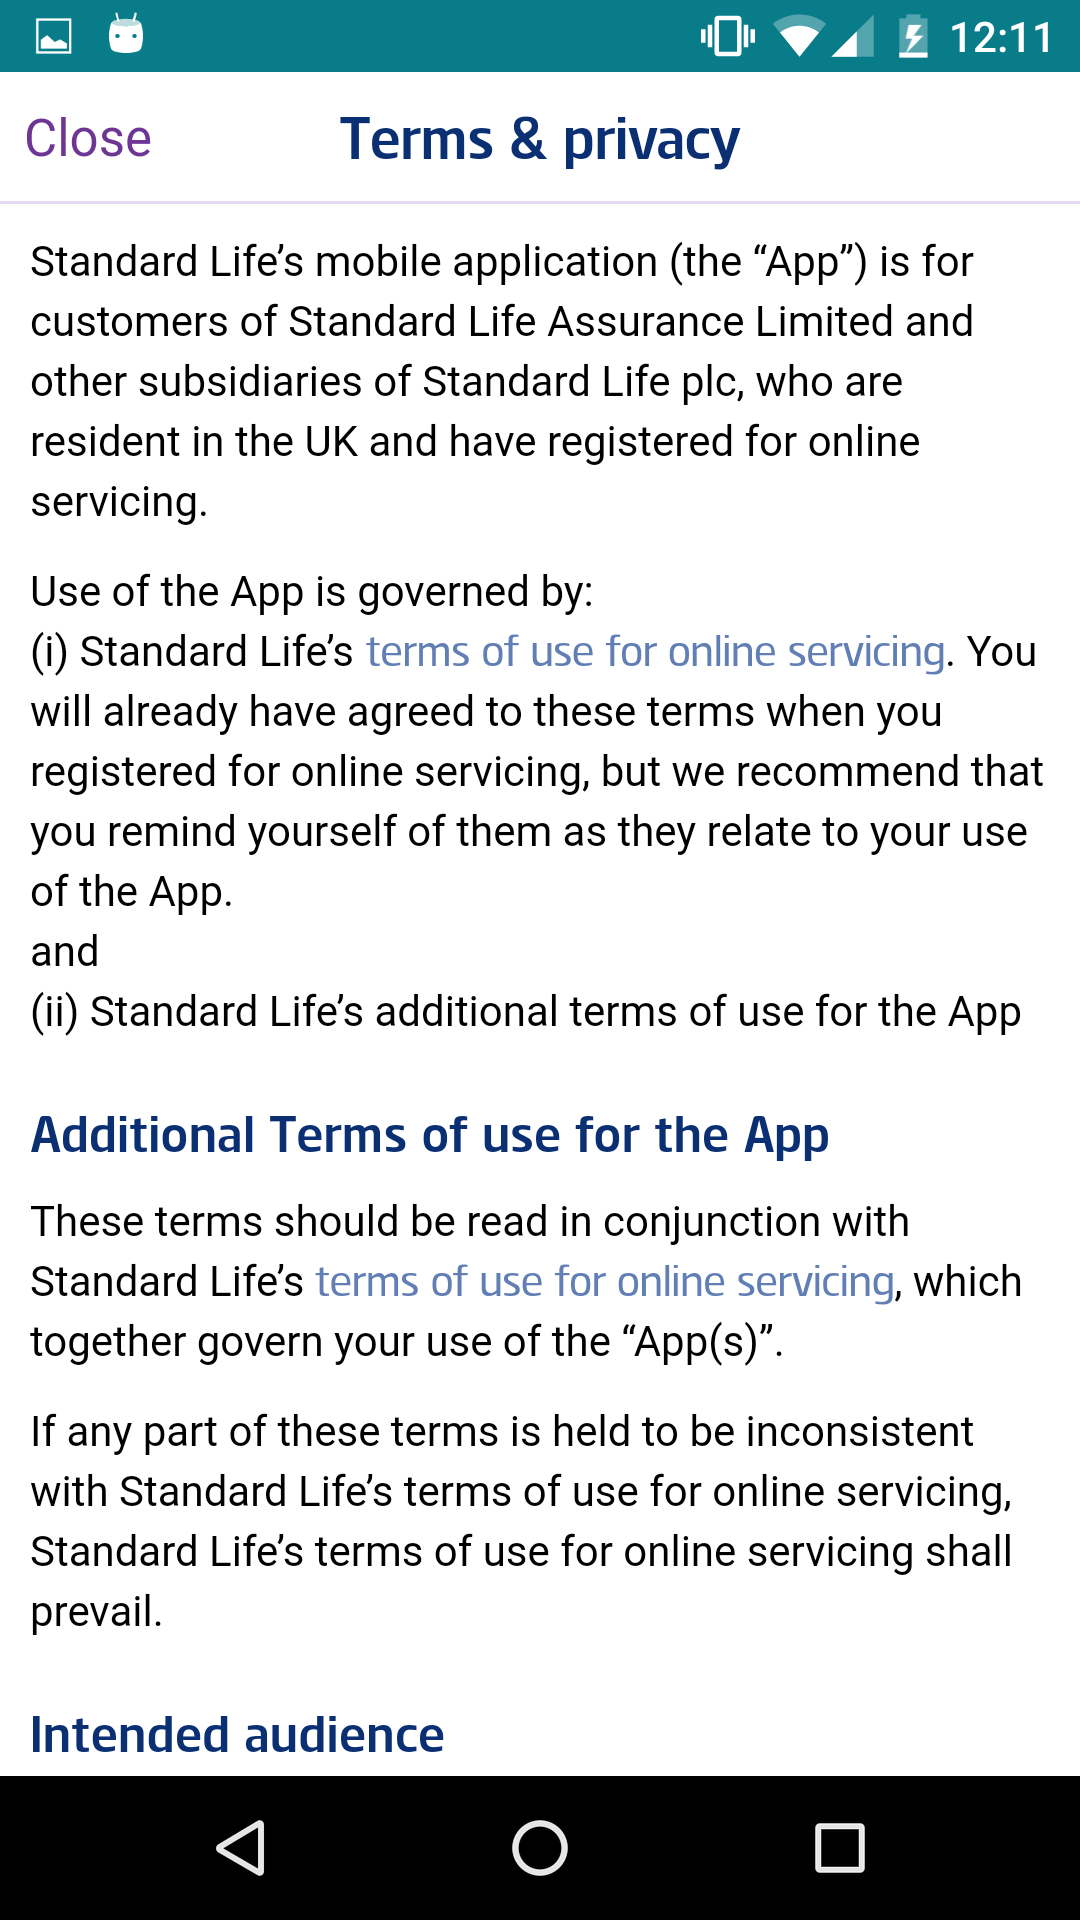 12:11
Close
Terms & privacy
Standard Life’s mobile application (the “App”) is for
customers of Standard Life Assurance Limited and
other subsidiaries of Standard Life plc, who are
resident in the UK and have registered for online
servicing.
Use of the App is governed by:
(i) Standard Life’s terms of use for online servicing. You
will already have agreed to these terms when you
registered for online servicing, but we recommend that
you remind yourself of them as they relate to your use
of the App.
and
(ii) Standard Life’s additional terms of use for the App
Additional Terms of use for the App
These terms should be read in conjunction with
Standard Life’s terms of use for online servicing, which
together govern your use of the “App(s)”.
If any part of these terms is held to be inconsistent
with Standard Life’s terms of use for online servicing,
Standard Life’s terms of use for online servicing shall
prevail.
Intended audience